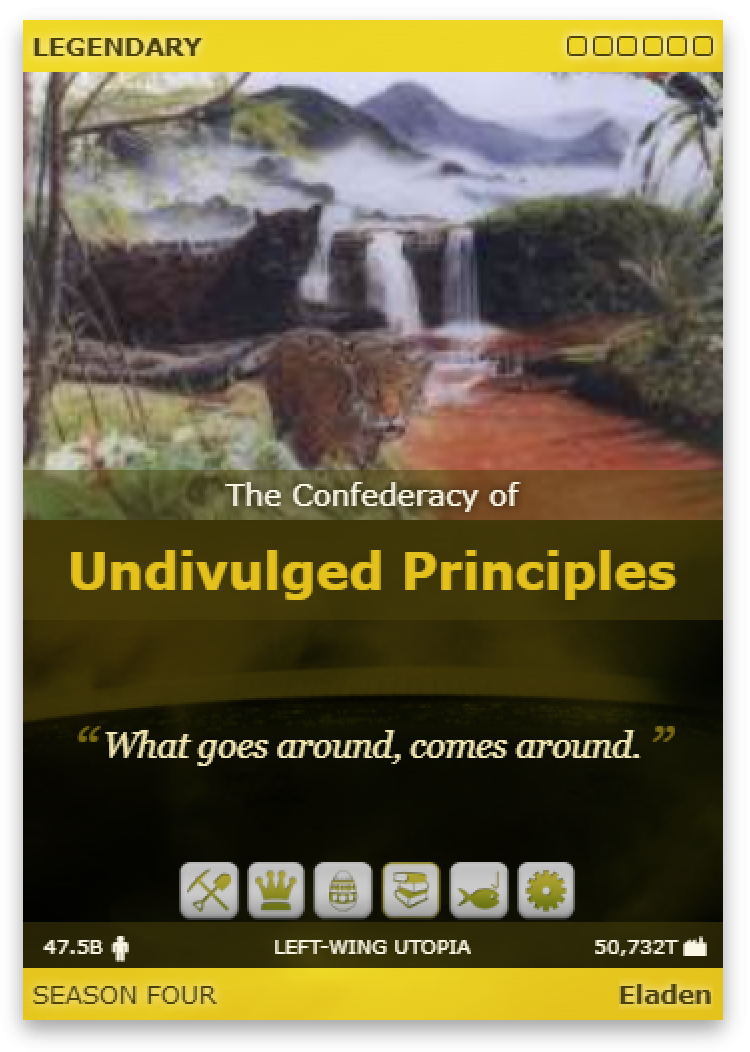 LEGENDARY
The Confederacy of
Undivulged Principles
“What goes around, comes around.”
47.5B LEFT-WING UTOPIA 50,732T
SEASON FOUR Eladen